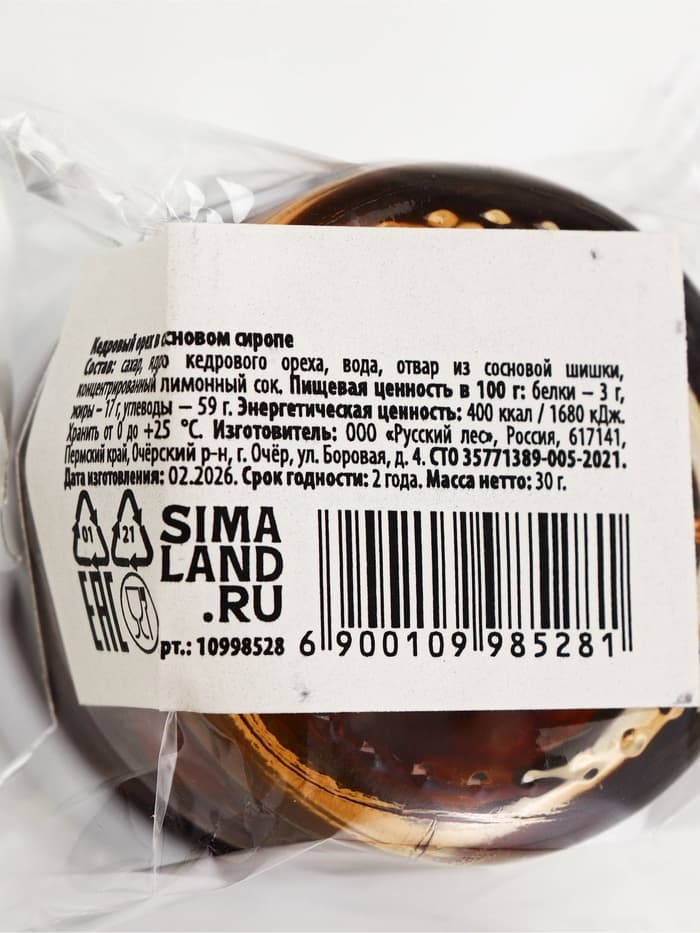 Кедровый орех в сосновом сиропе
Состав: сахар, ядро кедрового ореха, вода, отвар из сосновой шишки,
концентрированный лимонный сок. Пищевая ценность в 100 г: белки – 3 г,
жиры – 17 г, углеводы – 59 г. Энергетическая ценность: 400 ккал / 1680 кДж.
Хранить от 0 до +25 °С. Изготовитель: ООО «Русский лес», Россия, 617141,
Пермский край, Очёрский р-н, г. Очёр, ул. Боровая, д. 4. СТО 35771389-005-2021.
Дата изготовления: 02.2026. Срок годности: 2 года. Масса нетто: 30 г.
01 21 SIMA
LAND
.RU
EAC
рт.: 10998528 6 900109 985281